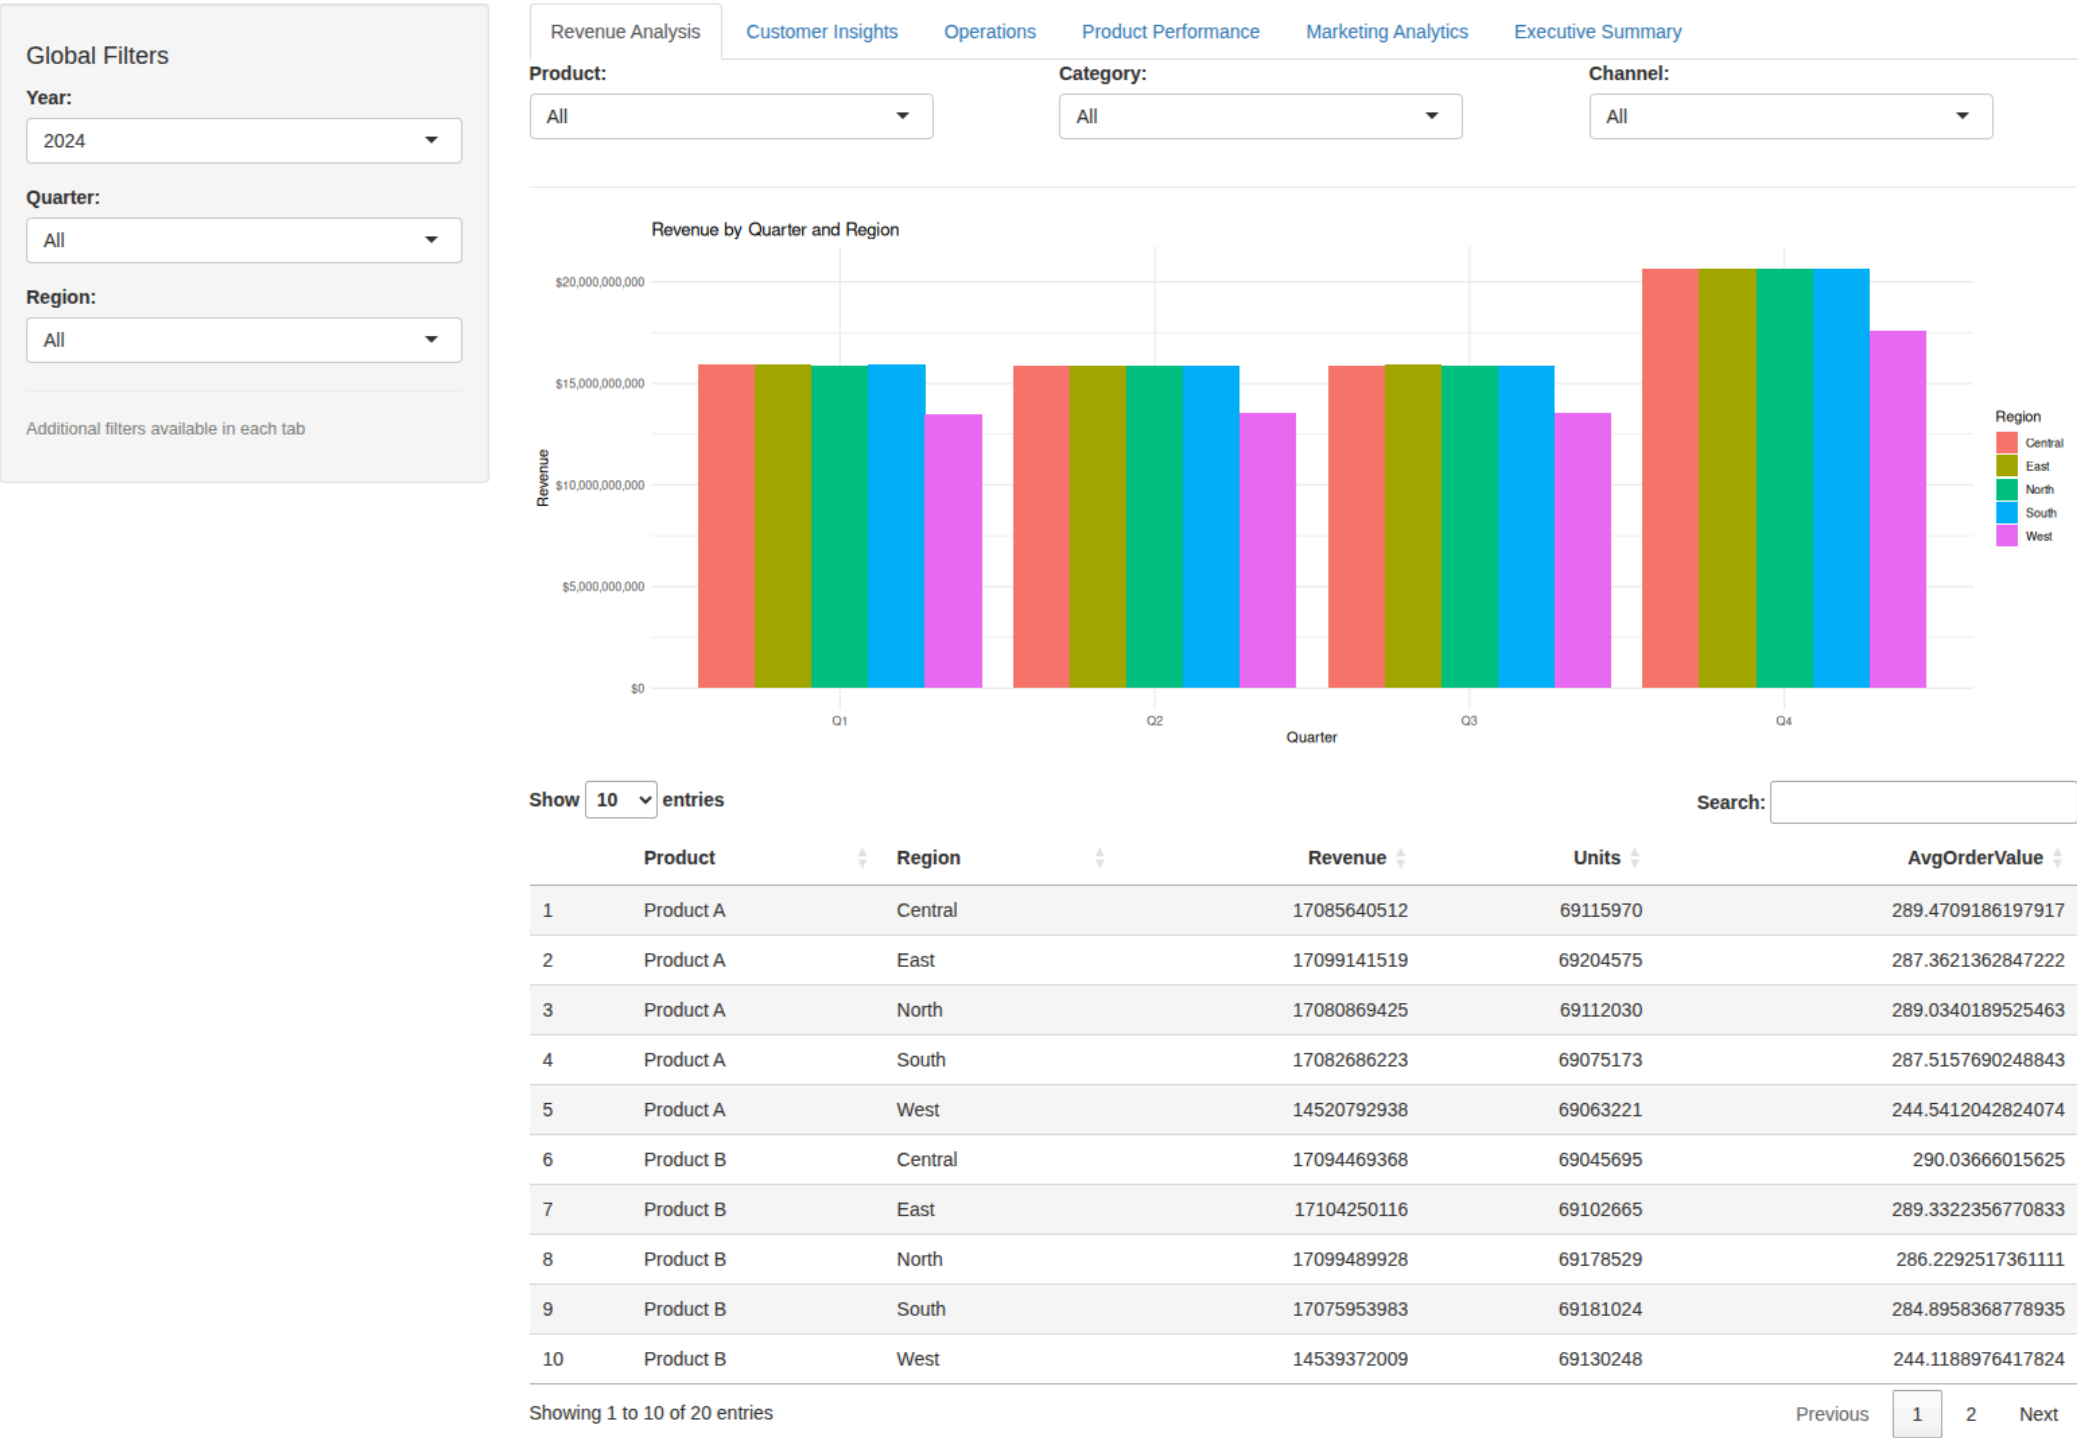 Global Filters
Year:
2024
Quarter:
All
Region:
All
Additional filters available in each tab
Revenue Analysis Customer Insights Operations Product Performance Marketing Analytics Executive Summary
Product: Category: Channel:
All All All
Revenue by Quarter and Region
$20,000,000,000
$15,000,000,000
$10,000,000,000
$5,000,000,000
$0
Revenue
Q1 Q2 Q3 Q4
Quarter
Region
Central
East
North
South
West
Show 10 entries Search:
Product Region Revenue Units AvgOrderValue
1 Product A Central 17085640512 69115970 289.4709186197917
2 Product A East 17099141519 69204575 287.3621362847222
3 Product A North 17080869425 69112030 289.0340189525463
4 Product A South 17082686223 69075173 287.5157690248843
5 Product A West 14520792938 69063221 244.5412042824074
6 Product B Central 17094469368 69045695 290.03666015625
7 Product B East 17104250116 69102665 289.3322356770833
8 Product B North 17099489928 69178529 286.2292517361111
9 Product B South 17075953983 69181024 284.8958368778935
10 Product B West 14539372009 69130248 244.1188976417824
Showing 1 to 10 of 20 entries Previous 1 2 Next